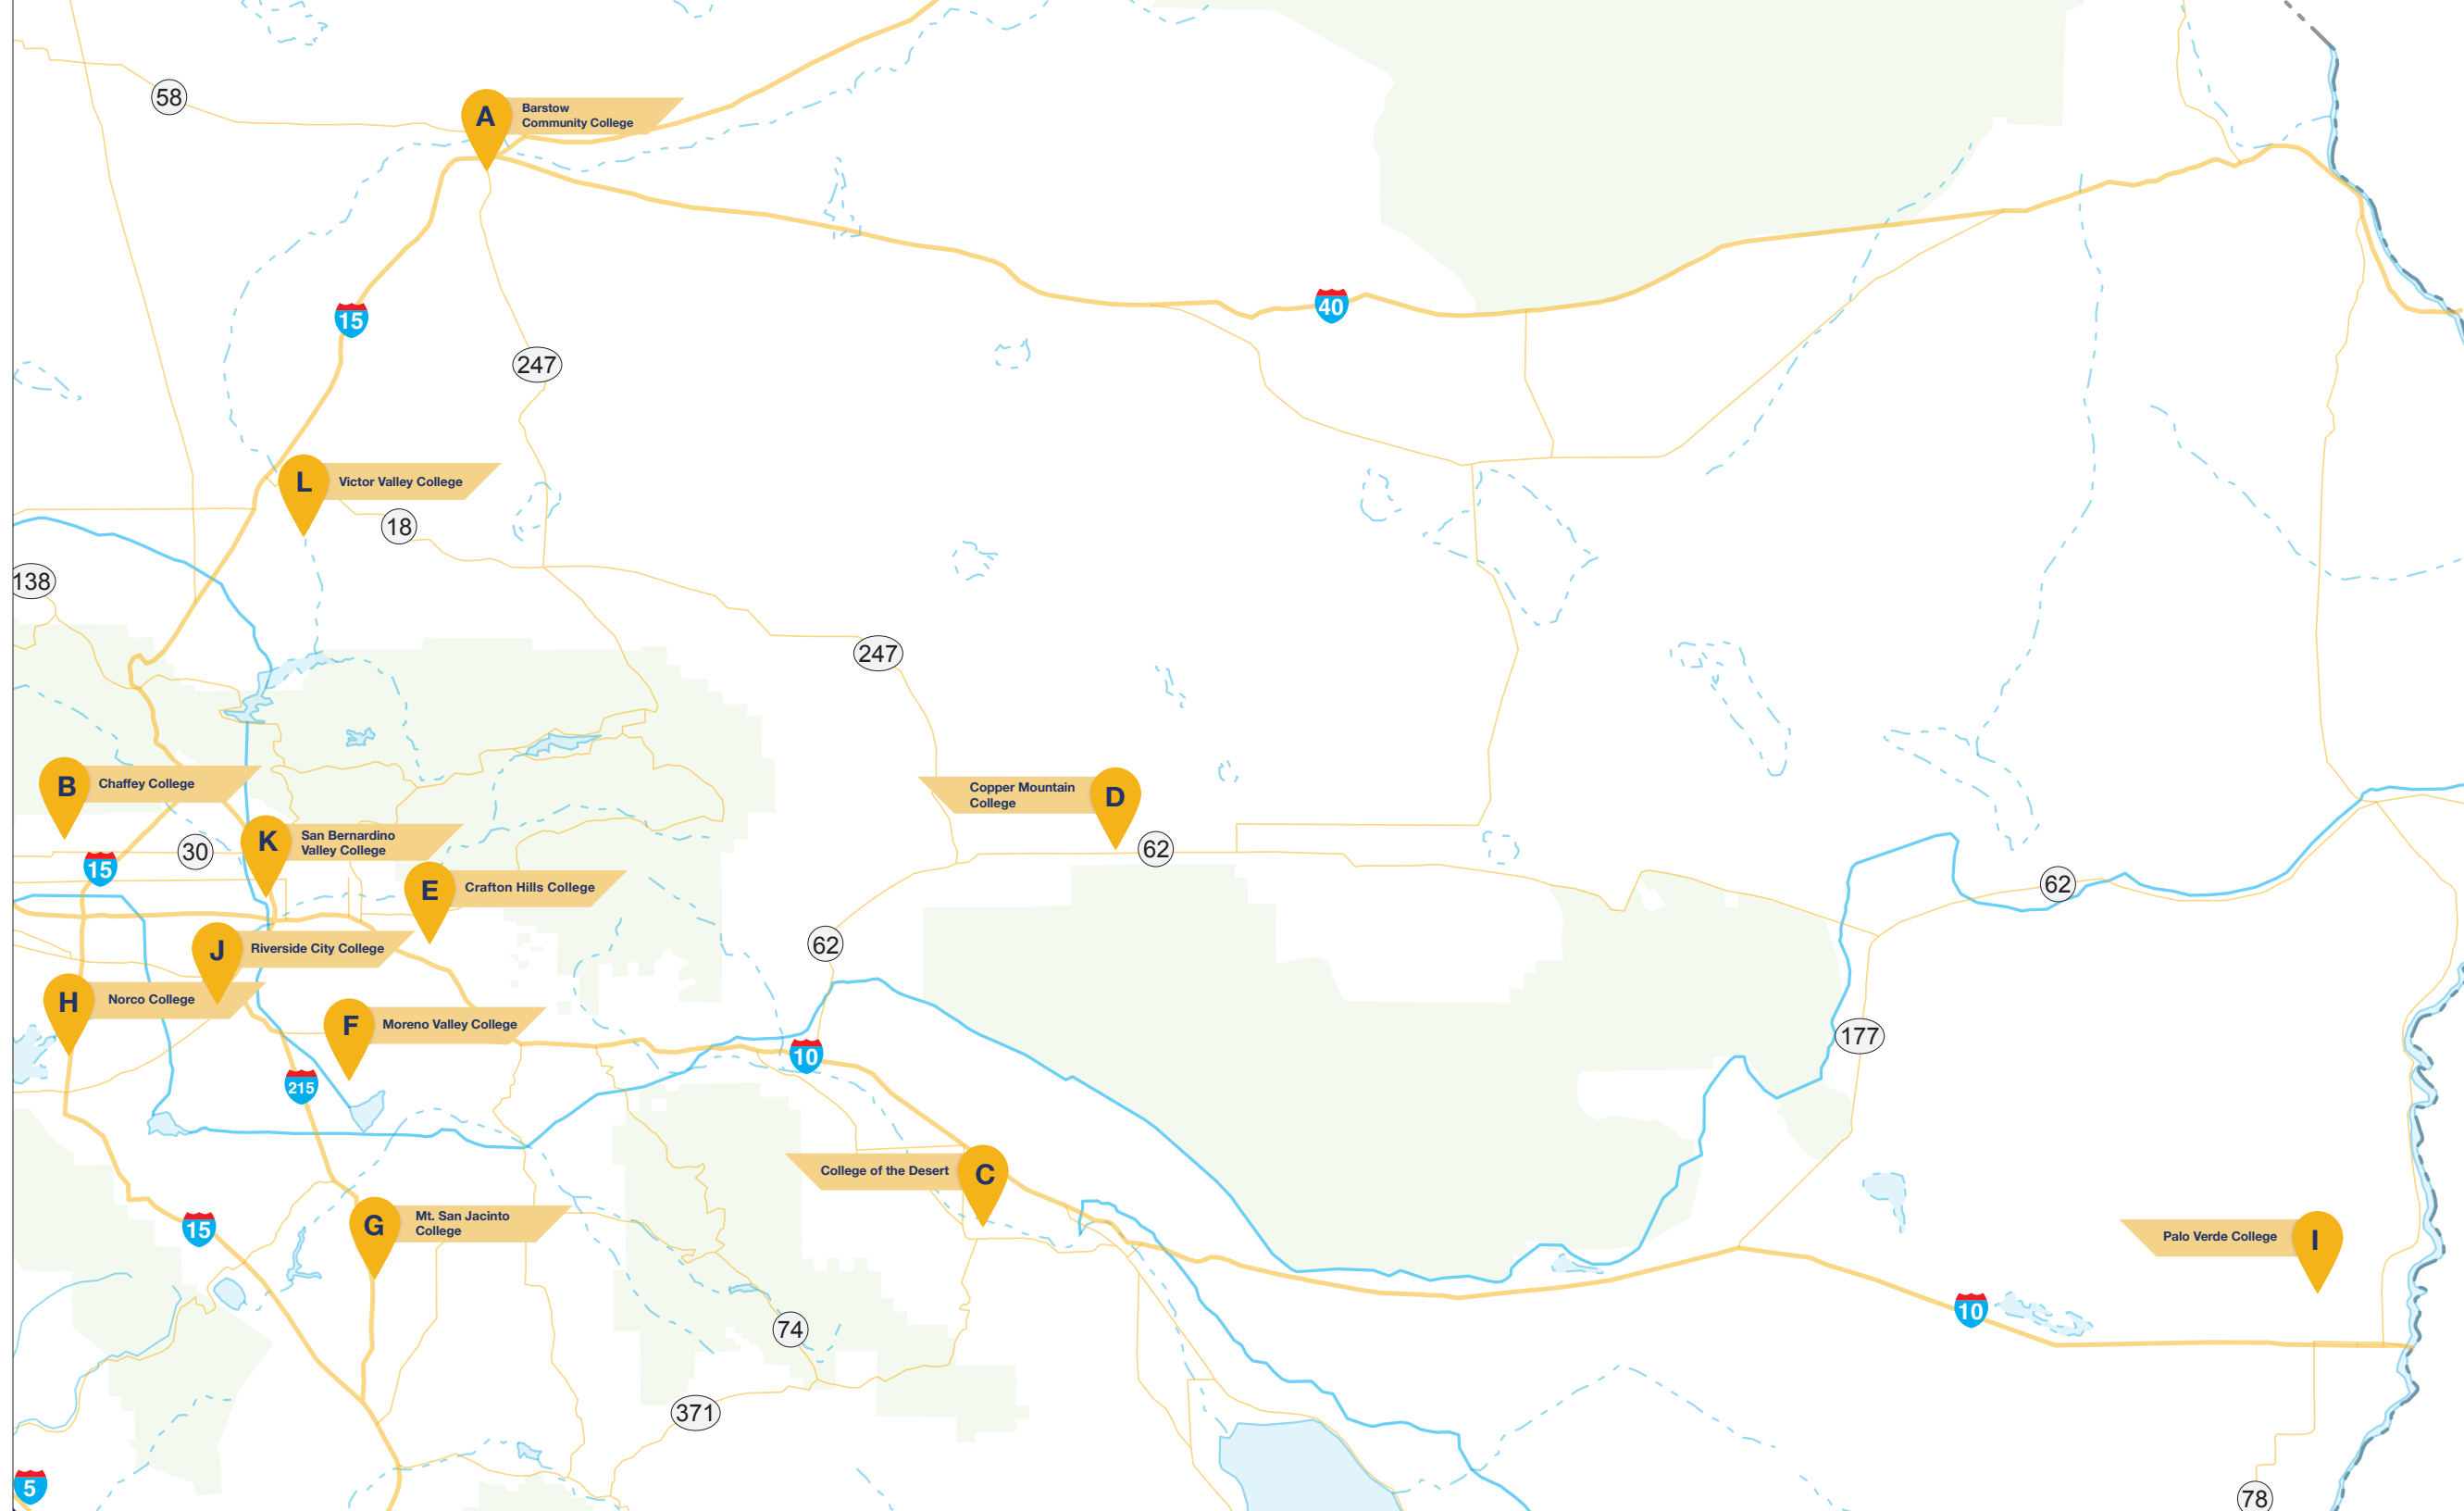 58
A
Barstow
Community College
15
40
247
L
Victor Valley College
18
138
247
B
Chaffey College
Copper Mountain
College
D
K
San Bernardino
Valley College
30
62
15
E
Crafton Hills College
62
J
Riverside City College
62
H
Norco College
F
Moreno Valley College
177
10
215
College of the Desert
C
G
Mt. San Jacinto
College
15
Palo Verde College
I
10
74
371
5
78